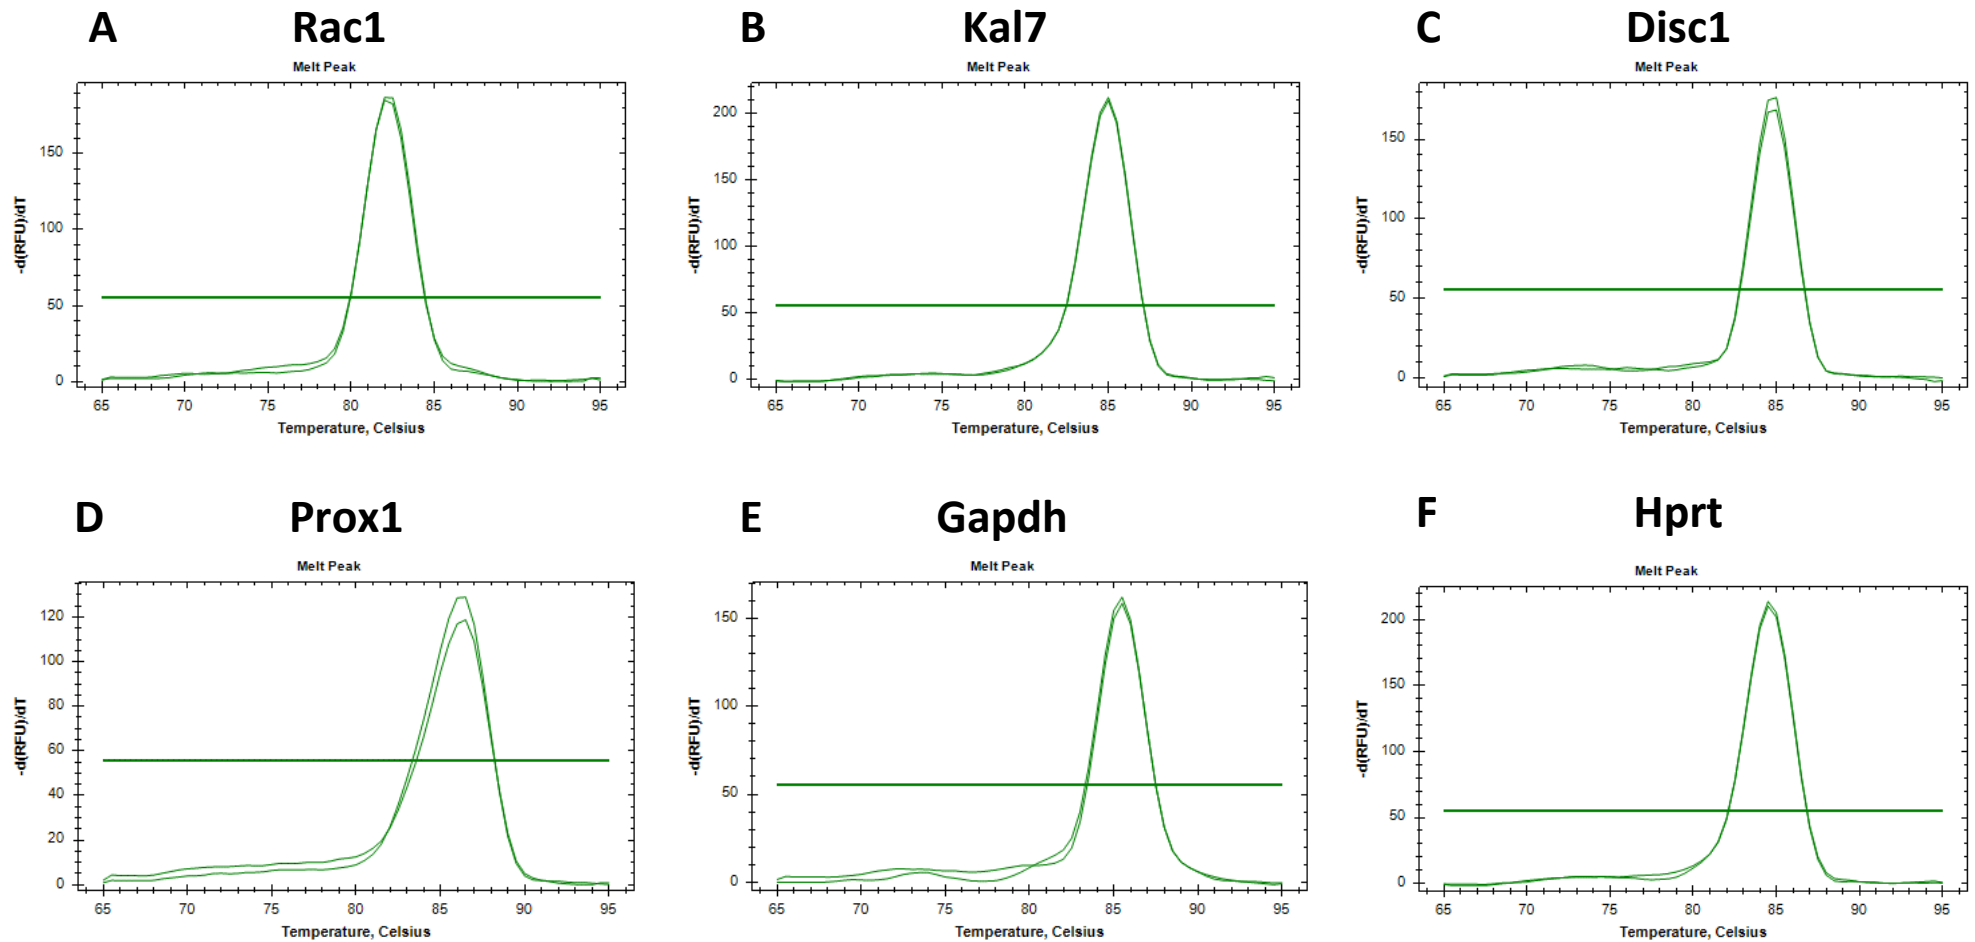 A Rac1
Melt Peak
-d(RFU)/dT
150
100
50
0
65 70 75 80 85 90 95
Temperature, Celsius
B Kal7
Melt Peak
-d(RFU)/dT
200
150
100
50
0
65 70 75 80 85 90 95
Temperature, Celsius
C Disc1
Melt Peak
-d(RFU)/dT
150
100
50
0
65 70 75 80 85 90 95
Temperature, Celsius
D Prox1
Melt Peak
-d(RFU)/dT
120
100
80
60
40
20
0
65 70 75 80 85 90 95
Temperature, Celsius
E Gapdh
Melt Peak
-d(RFU)/dT
150
100
50
0
65 70 75 80 85 90 95
Temperature, Celsius
F Hprt
Melt Peak
-d(RFU)/dT
200
150
100
50
0
65 70 75 80 85 90 95
Temperature, Celsius